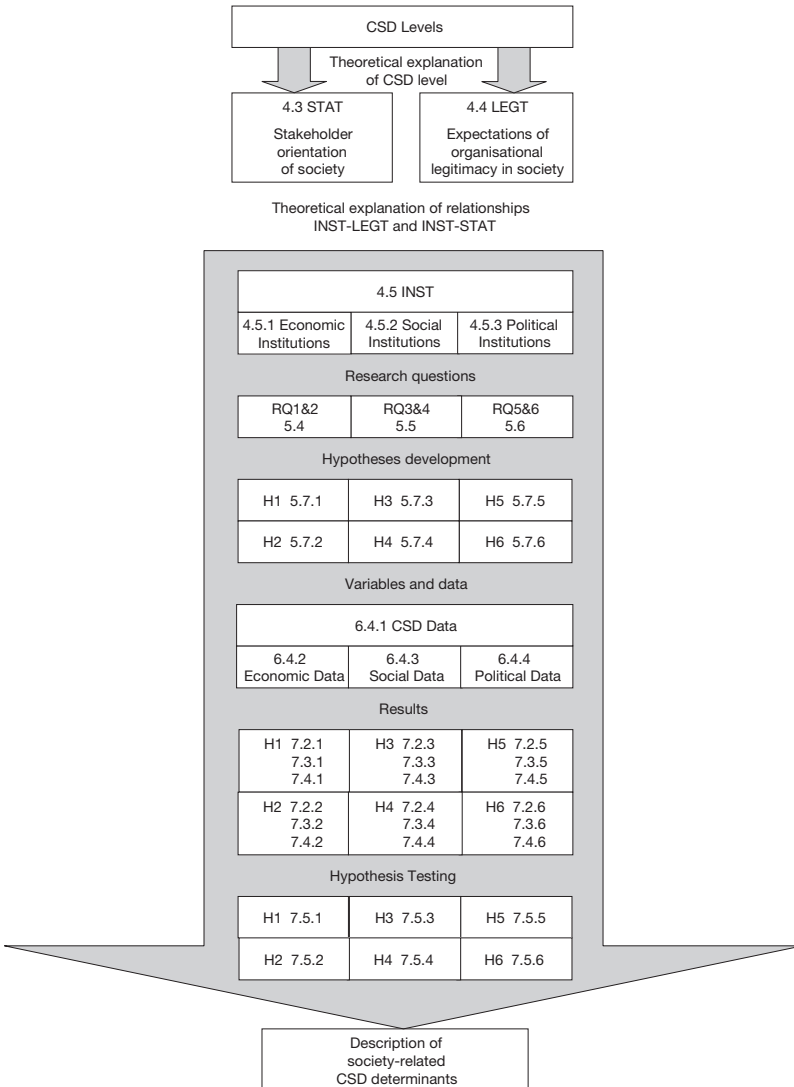 CSD Levels
Theoretical explanation
of CSD level
4.3 STAT
Stakeholder
orientation
of society
4.4 LEGT
Expectations of
organisational
legitimacy in society
Theoretical explanation of relationships
INST-LEGT and INST-STAT
4.5 INST
4.5.1 Economic
Institutions
4.5.2 Social
Institutions
4.5.3 Political
Institutions
Research questions
RQ1&2
5.4
RQ3&4
5.5
RQ5&6
5.6
Hypotheses development
H1 5.7.1
H3 5.7.3
H5 5.7.5
H2 5.7.2
H4 5.7.4
H6 5.7.6
Variables and data
6.4.1 CSD Data
6.4.2
Economic Data
6.4.3
Social Data
6.4.4
Political Data
Results
H1 7.2.1
7.3.1
7.4.1
H3 7.2.3
7.3.3
7.4.3
H5 7.2.5
7.3.5
7.4.5
H2 7.2.2
7.3.2
7.4.2
H4 7.2.4
7.3.4
7.4.4
H6 7.2.6
7.3.6
7.4.6
Hypothesis Testing
H1 7.5.1
H3 7.5.3
H5 7.5.5
H2 7.5.2
H4 7.5.4
H6 7.5.6
Description of
society-related
CSD determinants